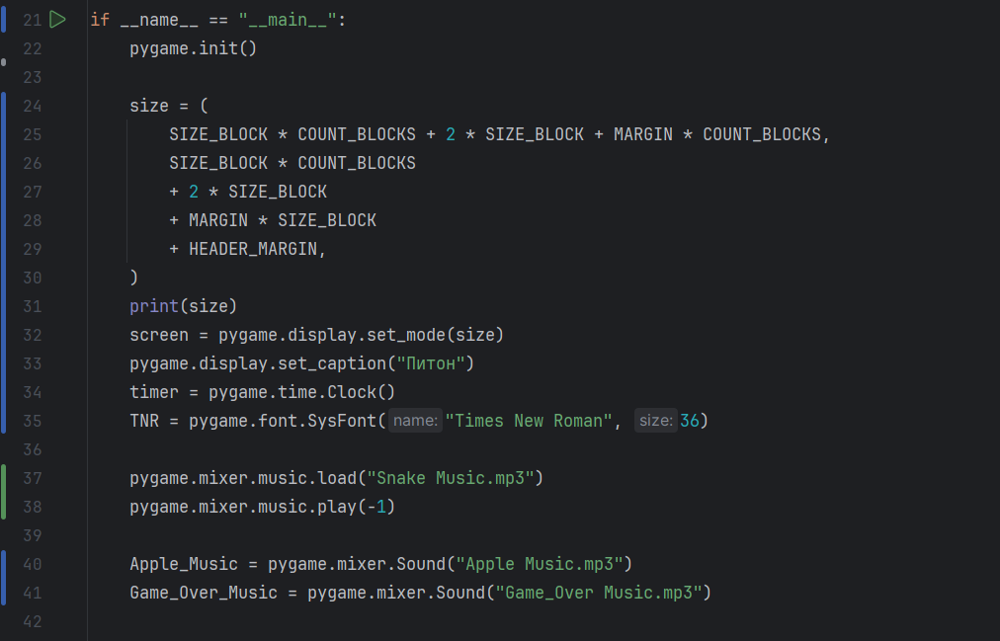 21 if __name__ == "__main__":
22 pygame.init()
23
24 size = (
25 SIZE_BLOCK * COUNT_BLOCKS + 2 * SIZE_BLOCK + MARGIN * COUNT_BLOCKS,
26 SIZE_BLOCK * COUNT_BLOCKS
27 + 2 * SIZE_BLOCK
28 + MARGIN * SIZE_BLOCK
29 + HEADER_MARGIN,
30 )
31 print(size)
32 screen = pygame.display.set_mode(size)
33 pygame.display.set_caption("Питон")
34 timer = pygame.time.Clock()
35 TNR = pygame.font.SysFont( name: "Times New Roman", size: 36)
36
37 pygame.mixer.music.load("Snake Music.mp3")
38 pygame.mixer.music.play(-1)
39
40 Apple_Music = pygame.mixer.Sound("Apple Music.mp3")
41 Game_Over_Music = pygame.mixer.Sound("Game_Over Music.mp3")
42